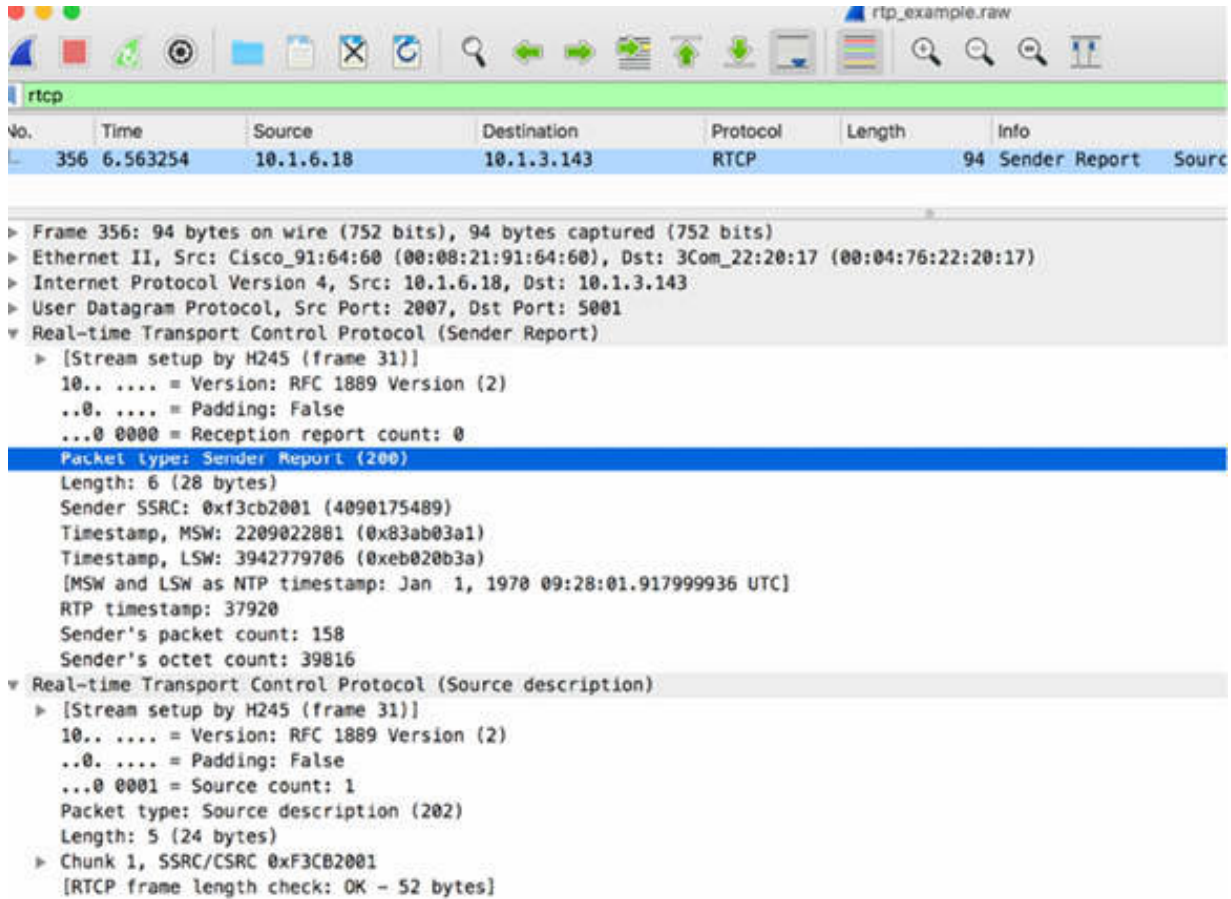 rtp_example.raw
rtcp
No. Time Source Destination Protocol Length Info
356 6.563254 10.1.6.18 10.1.3.143 RTCP 94 Sender Report Sourc
Frame 356: 94 bytes on wire (752 bits), 94 bytes captured (752 bits)
Ethernet II, Src: Cisco_91:64:60 (00:08:21:91:64:60), Dst: 3Com_22:20:17 (00:04:76:22:20:17)
Internet Protocol Version 4, Src: 10.1.6.18, Dst: 10.1.3.143
User Datagram Protocol, Src Port: 2007, Dst Port: 5001
Real-time Transport Control Protocol (Sender Report)
[Stream setup by H245 (frame 31)]
10.. .... = Version: RFC 1889 Version (2)
..0. .... = Padding: False
...0 0000 = Reception report count: 0
Packet type: Sender Report (200)
Length: 6 (28 bytes)
Sender SSRC: 0xf3cb2001 (4090175489)
Timestamp, MSW: 2209022881 (0x83ab03a1)
Timestamp, LSW: 3942779706 (0xeb020b3a)
[MSW and LSW as NTP timestamp: Jan 1, 1970 09:28:01.917999936 UTC]
RTP timestamp: 37920
Sender's packet count: 158
Sender's octet count: 39816
Real-time Transport Control Protocol (Source description)
[Stream setup by H245 (frame 31)]
10.. .... = Version: RFC 1889 Version (2)
..0. .... = Padding: False
...0 0001 = Source count: 1
Packet type: Source description (202)
Length: 5 (24 bytes)
Chunk 1, SSRC/CSRC 0xF3CB2001
[RTCP frame length check: OK - 52 bytes]